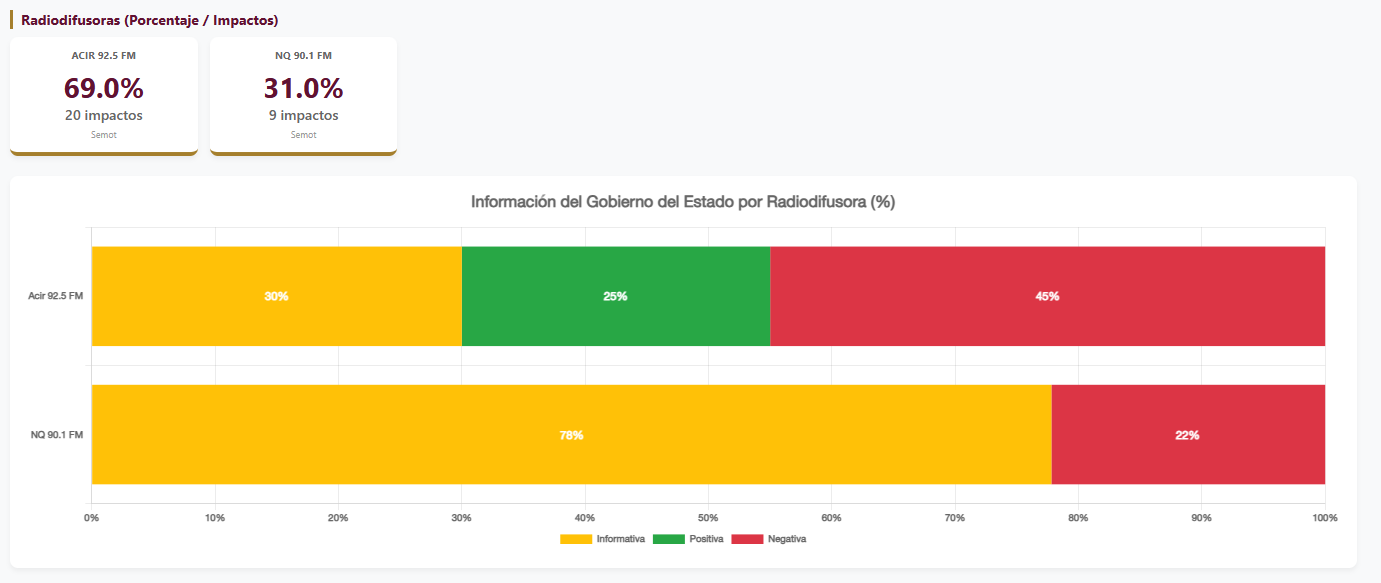 Radiodifusoras (Porcentaje / Impactos)
ACIR 92.5 FM
69.0%
20 impactos
Semot
NQ 90.1 FM
31.0%
9 impactos
Semot
Información del Gobierno del Estado por Radiodifusora (%)
Acir 92.5 FM
30%
25%
45%
NQ 90.1 FM
78%
22%
0% 10% 20% 30% 40% 50% 60% 70% 80% 90% 100%
Informativa Positiva Negativa